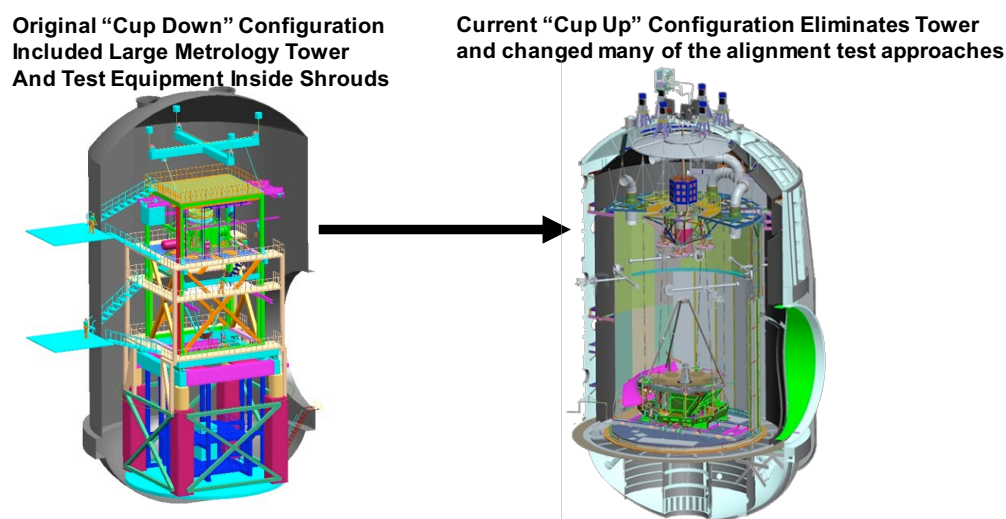 Original “Cup Down” Configuration
Included Large Metrology Tower
And Test Equipment Inside Shrouds
Current “Cup Up” Configuration Eliminates Tower
and changed many of the alignment test approaches